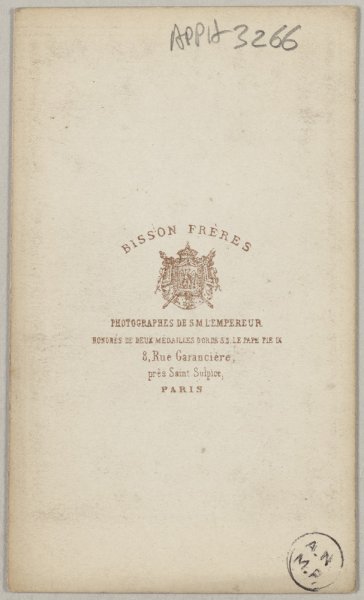 APPH 3266
BISSON FRÈRES
PHOTOGRAPHES DE S M L'EMPEREUR
HONORÉS DE DEUX MÉDAILLES D'OR DE S.S. LE PAPE PIE IX
8, Rue Garancière,
près Saint Sulpice,
PARIS
A.N
M.P.